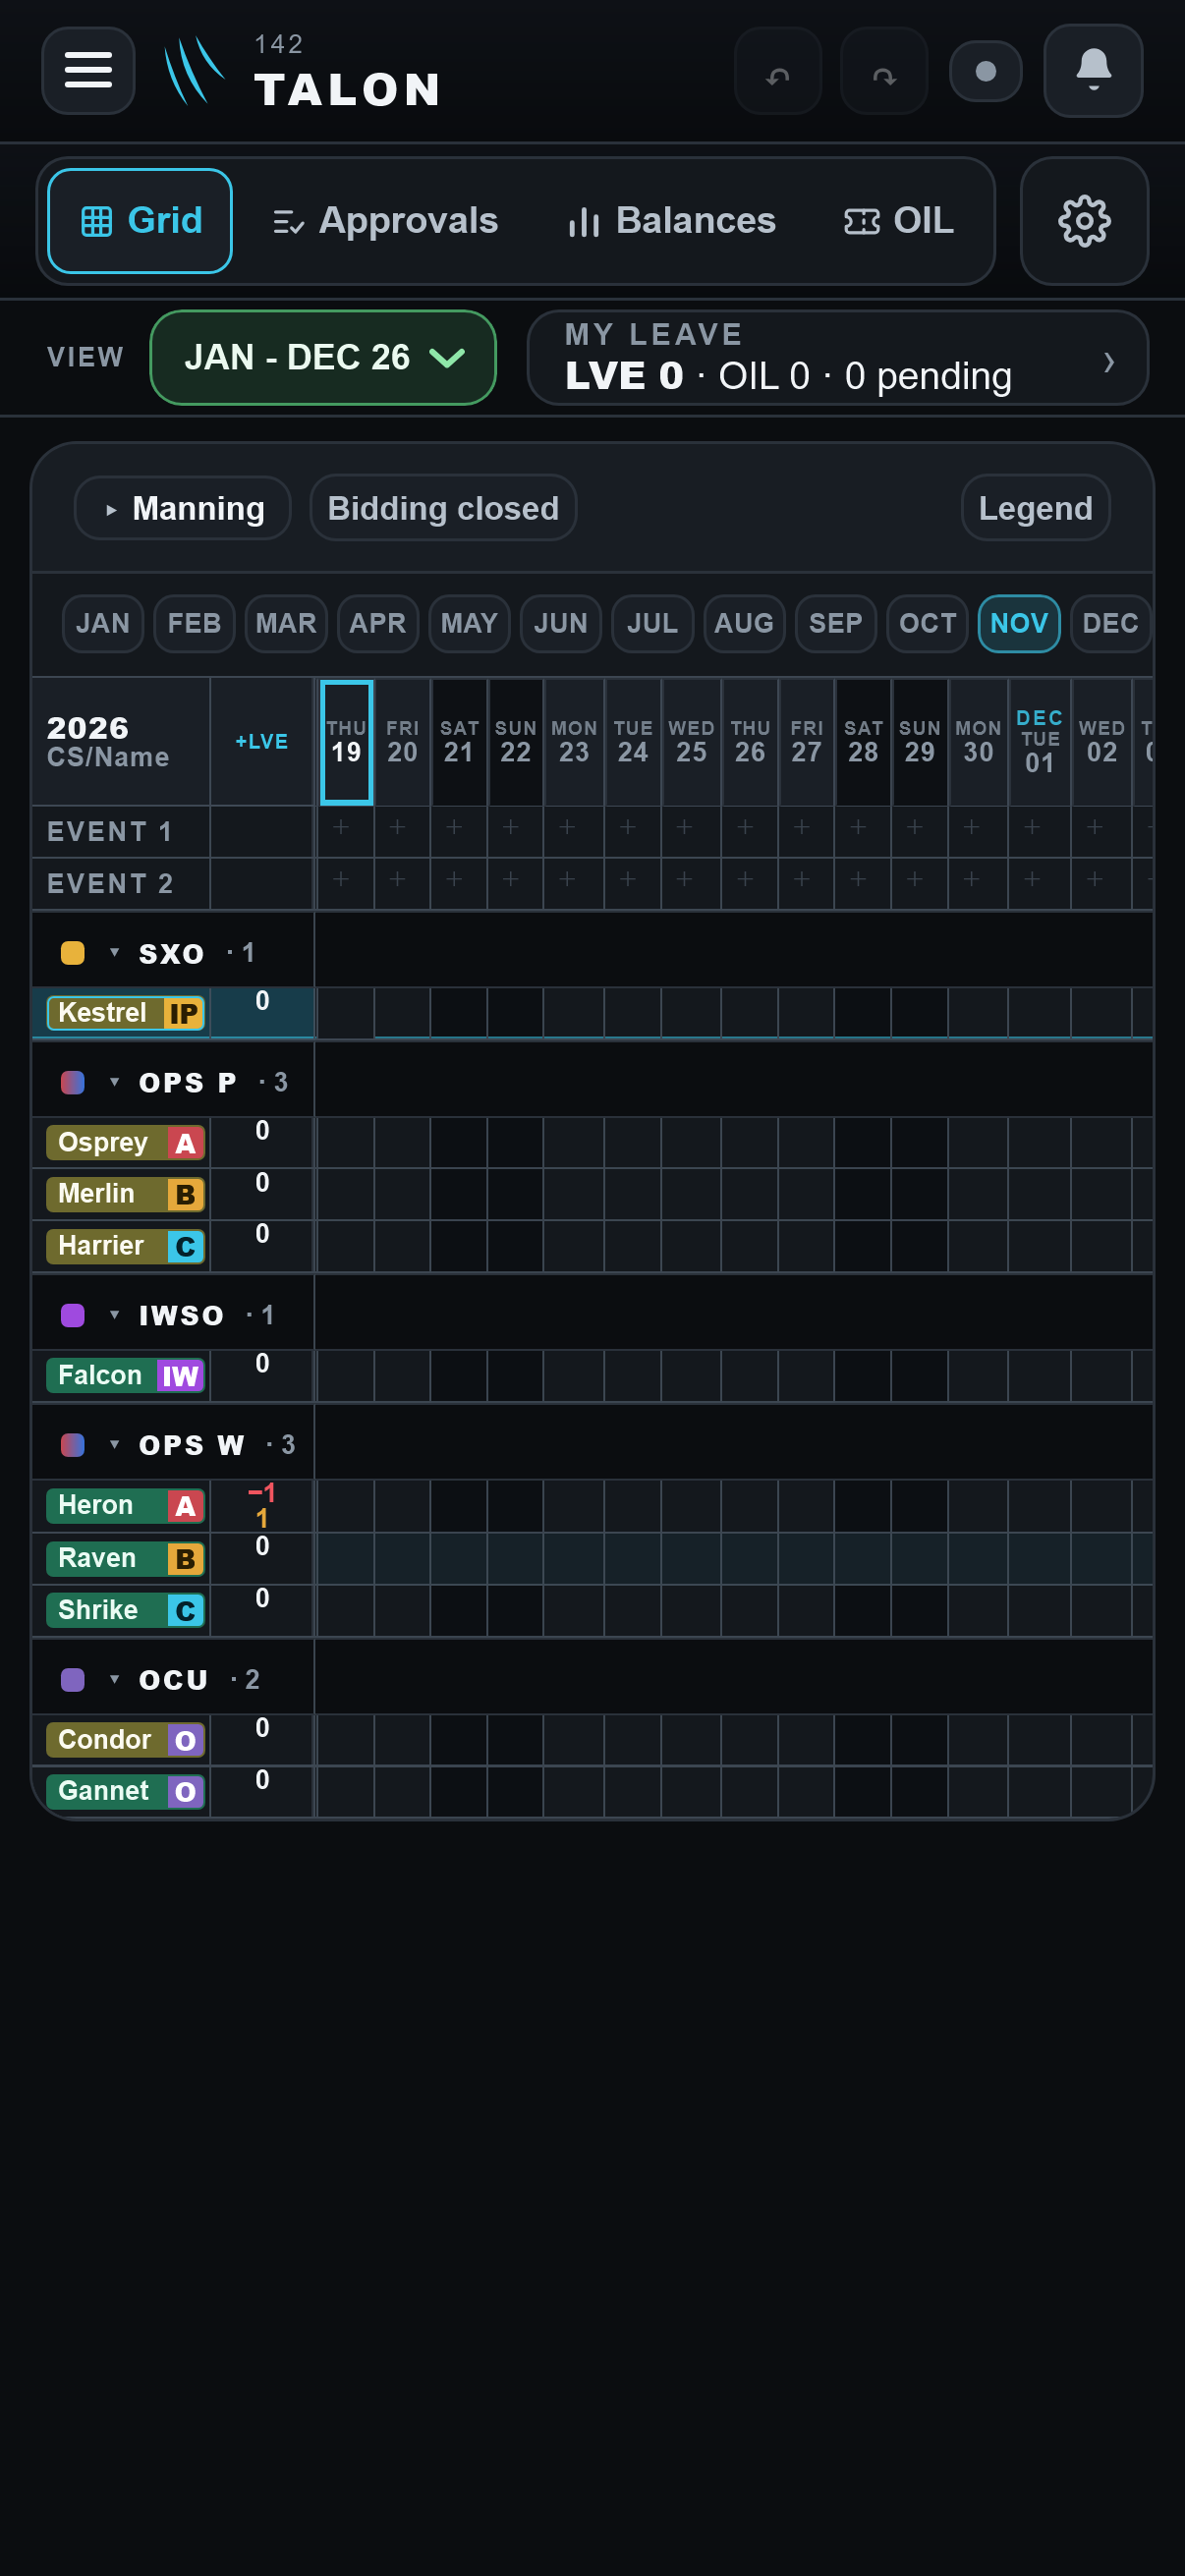 142
TALON
Grid
Approvals
Balances
OIL
VIEW
JAN - DEC 26
MY LEAVE
LVE 0 · OIL 0 · 0 pending
Manning
Bidding closed
Legend
JAN FEB MAR APR MAY JUN JUL AUG SEP OCT NOV DEC
2026
CS/Name
+LVE
THU 19
FRI 20
SAT 21
SUN 22
MON 23
TUE 24
WED 25
THU 26
FRI 27
SAT 28
SUN 29
MON 30
DEC TUE 01
WED 02
EVENT 1
EVENT 2
SXO · 1
Kestrel IP 0
OPS P · 3
Osprey A 0
Merlin B 0
Harrier C 0
IWSO · 1
Falcon IW 0
OPS W · 3
Heron A −1 1
Raven B 0
Shrike C 0
OCU · 2
Condor O 0
Gannet O 0